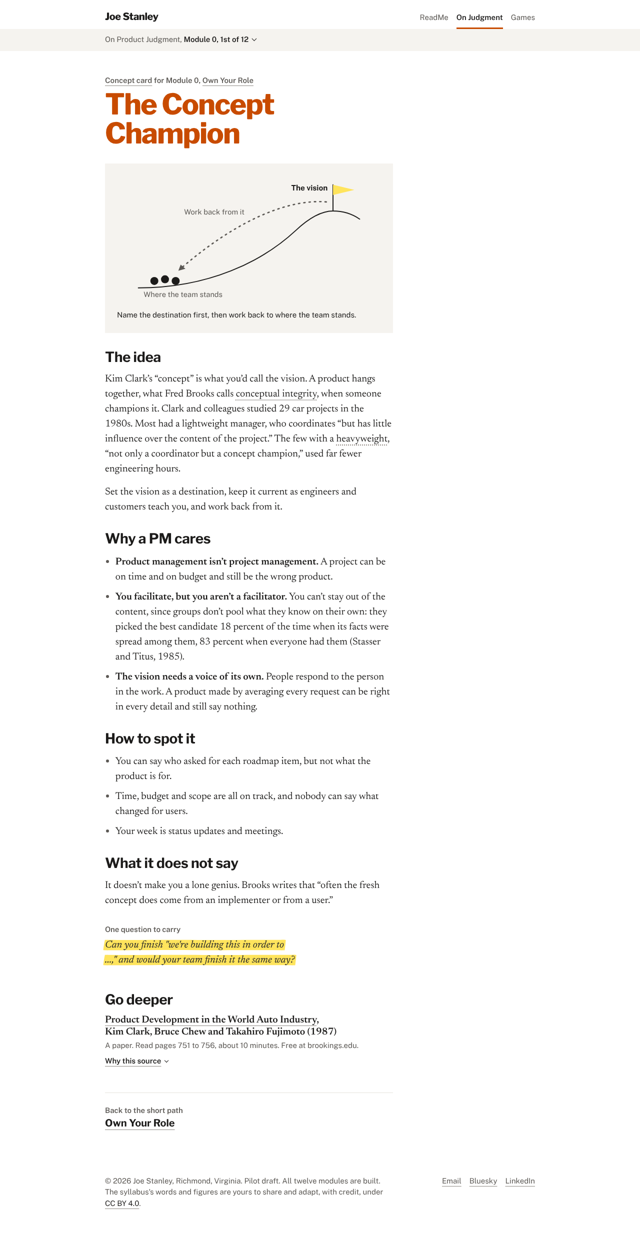 Joe Stanley
ReadMe On Judgment Games
On Product Judgment, Module 0, 1st of 12
Concept card for Module 0, Own Your Role
The Concept
Champion
The vision
Work back from it
Where the team stands
Name the destination first, then work back to where the team stands.
The idea
Kim Clark's “concept” is what you'd call the vision. A product hangs
together, what Fred Brooks calls conceptual integrity, when someone
champions it. Clark and colleagues studied 29 car projects in the
1980s. Most had a lightweight manager, who coordinates “but has little
influence over the content of the project.” The few with a heavyweight,
“not only a coordinator but a concept champion,” used far fewer
engineering hours.
Set the vision as a destination, keep it current as engineers and
customers teach you, and work back from it.
Why a PM cares
Product management isn't project management. A project can be
on time and on budget and still be the wrong product.
You facilitate, but you aren't a facilitator. You can't stay out of the
content, since groups don't pool what they know on their own: they
picked the best candidate 18 percent of the time when its facts were
spread among them, 83 percent when everyone had them (Stasser
and Titus, 1985).
The vision needs a voice of its own. People respond to the person
in the work. A product made by averaging every request can be right
in every detail and still say nothing.
How to spot it
You can say who asked for each roadmap item, but not what the
product is for.
Time, budget and scope are all on track, and nobody can say what
changed for users.
Your week is status updates and meetings.
What it does not say
It doesn't make you a lone genius. Brooks writes that “often the fresh
concept does come from an implementer or from a user.”
One question to carry
Can you finish "we're building this in order to
...," and would your team finish it the same way?
Go deeper
Product Development in the World Auto Industry,
Kim Clark, Bruce Chew and Takahiro Fujimoto (1987)
A paper. Read pages 751 to 756, about 10 minutes. Free at brookings.edu.
Why this source
Back to the short path
Own Your Role
© 2026 Joe Stanley, Richmond, Virginia. Pilot draft. All twelve modules are built.
The syllabus's words and figures are yours to share and adapt, with credit, under
CC BY 4.0.
Email Bluesky LinkedIn